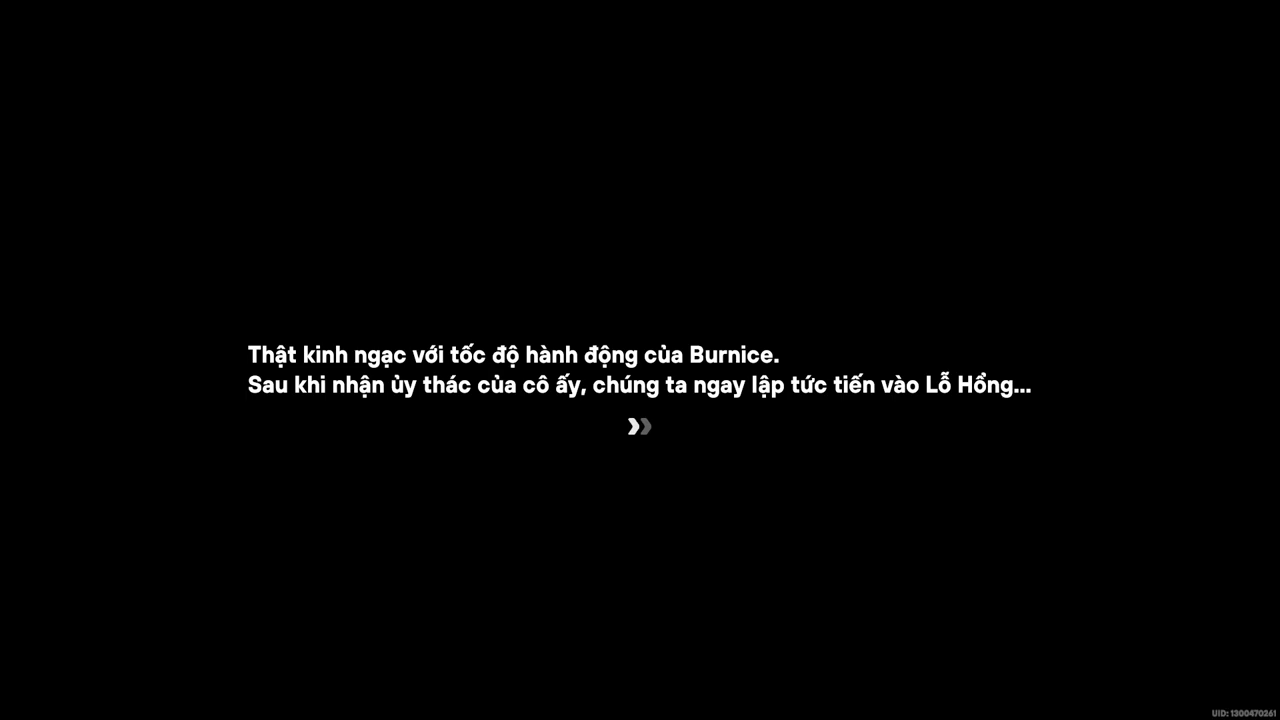 Thật kinh ngạc với tốc độ hành động của Burnice.
Sau khi nhận ủy thác của cô ấy, chúng ta ngay lập tức tiến vào Lỗ Hổng...
UID: 1300470261